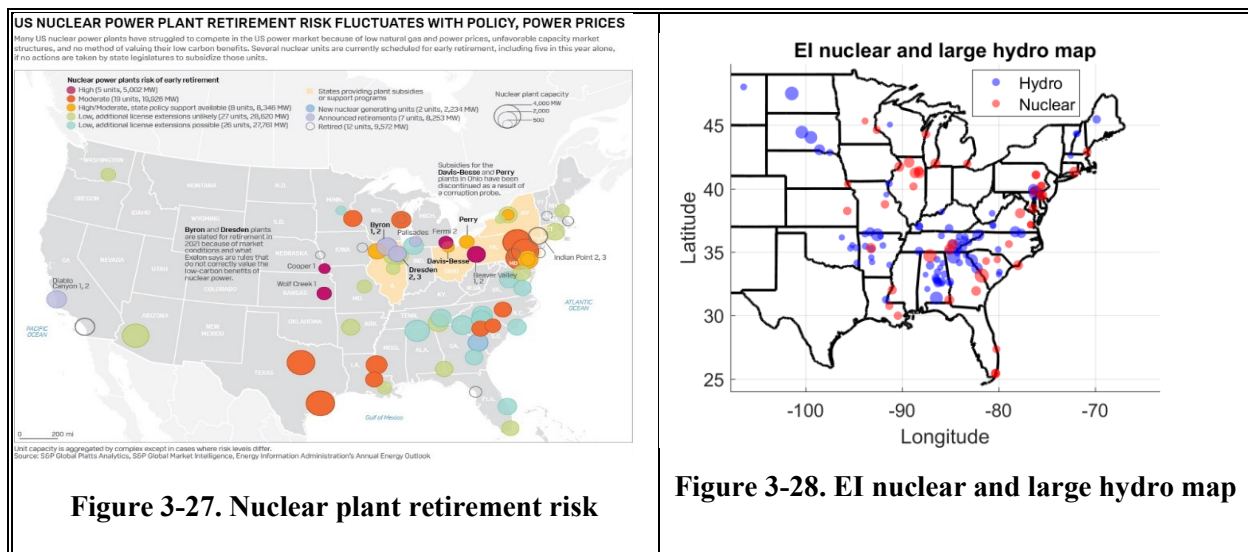 US NUCLEAR POWER PLANT RETIREMENT RISK FLUCTUATES WITH POLICY, POWER PRICES
Many US nuclear power plants have struggled to compete in the US power market because of low natural gas and power prices, unfavorable capacity market
structures, and no method of valuing their low carbon benefits. Several nuclear units are currently scheduled for early retirement, including five in this year alone,
if no actions are taken by state legislatures to subsidize those units.
Nuclear power plants risk of early retirement
High (5 units, 5,002 MW)
Moderate (19 units, 19,926 MW)
High/Moderate, state policy support available (8 units, 8,346 MW)
Low, additional license extensions unlikely (27 units, 28,620 MW)
Low, additional license extensions possible (26 units, 27,761 MW)
States providing plant subsidies
or support programs
New nuclear generating units (2 units, 2,234 MW)
Announced retirements (7 units, 8,253 MW)
Retired (12 units, 9,572 MW)
Nuclear plant capacity
4,000 MW
2,000
500
Subsidies for the
Davis-Besse and Perry
plants in Ohio have been
discontinued as a result of
a corruption probe.
Byron and Dresden plants
are slated for retirement in
2021 because of market
conditions and what
Exelon says are rules that
do not correctly value the
low-carbon benefits of
nuclear power.
WASHINGTON
OREGON
IDAHO
MONTANA
N.D.
S.D.
WYOMING
NEVADA
UTAH
COLORADO
CA.
ARIZONA
NEW
MEXICO
TEXAS
OKLAHOMA
KANSAS
NEBRASKA
IOWA
MINN.
WIS.
MICH.
MO.
ARK.
LA.
MISS.
ALA.
GA.
FLA.
TENN.
KY.
Byron
1, 2
Palisades
Fermi 2
Perry
Davis-Besse
Dresden
2, 3
Beaver Valley
1, 2
Indian Point 2, 3
Cooper 1
Wolf Creek 1
Diablo
Canyon 1, 2
PACIFIC
OCEAN
ATLANTIC
OCEAN
Gulf of Mexico
0 200 mi
Unit capacity is aggregated by complex except in cases where risk levels differ.
Source: S&P Global Platts Analytics, S&P Global Market Intelligence, Energy Information Administration's Annual Energy Outlook
Figure 3-27. Nuclear plant retirement risk
EI nuclear and large hydro map
Hydro
Nuclear
45
40
35
30
25
Latitude
-100 -90 -80 -70
Longitude
Figure 3-28. EI nuclear and large hydro map